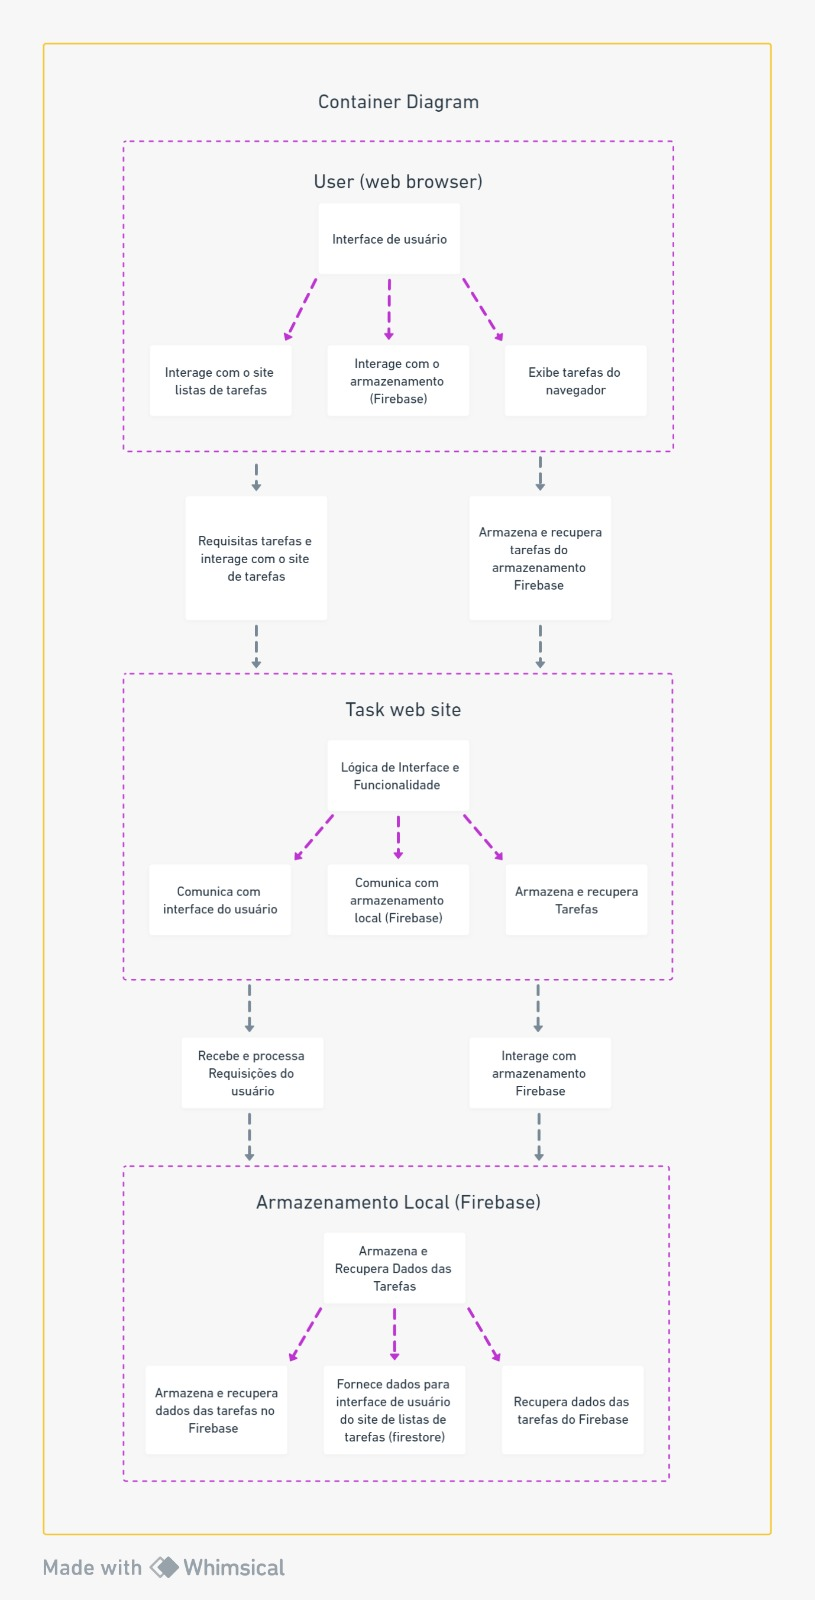 Container Diagram
User (web browser)
Interface de usuário
Interage com o site
listas de tarefas
Interage com o
armazenamento
(Firebase)
Exibe tarefas do
navegador
Requisitas tarefas e
interage com o site
de tarefas
Armazena e recupera
tarefas do
armazenamento
Firebase
Task web site
Lógica de Interface e
Funcionalidade
Comunica com
interface do usuário
Comunica com
armazenamento
local (Firebase)
Armazena e recupera
Tarefas
Recebe e processa
Requisições do
usuário
Interage com
armazenamento
Firebase
Armazenamento Local (Firebase)
Armazena e
Recupera Dados das
Tarefas
Armazena e recupera
dados das tarefas no
Firebase
Fornece dados para
interface de usuário
do site de listas de
tarefas (firestore)
Recupera dados das
tarefas do Firebase
Made with Whimsical